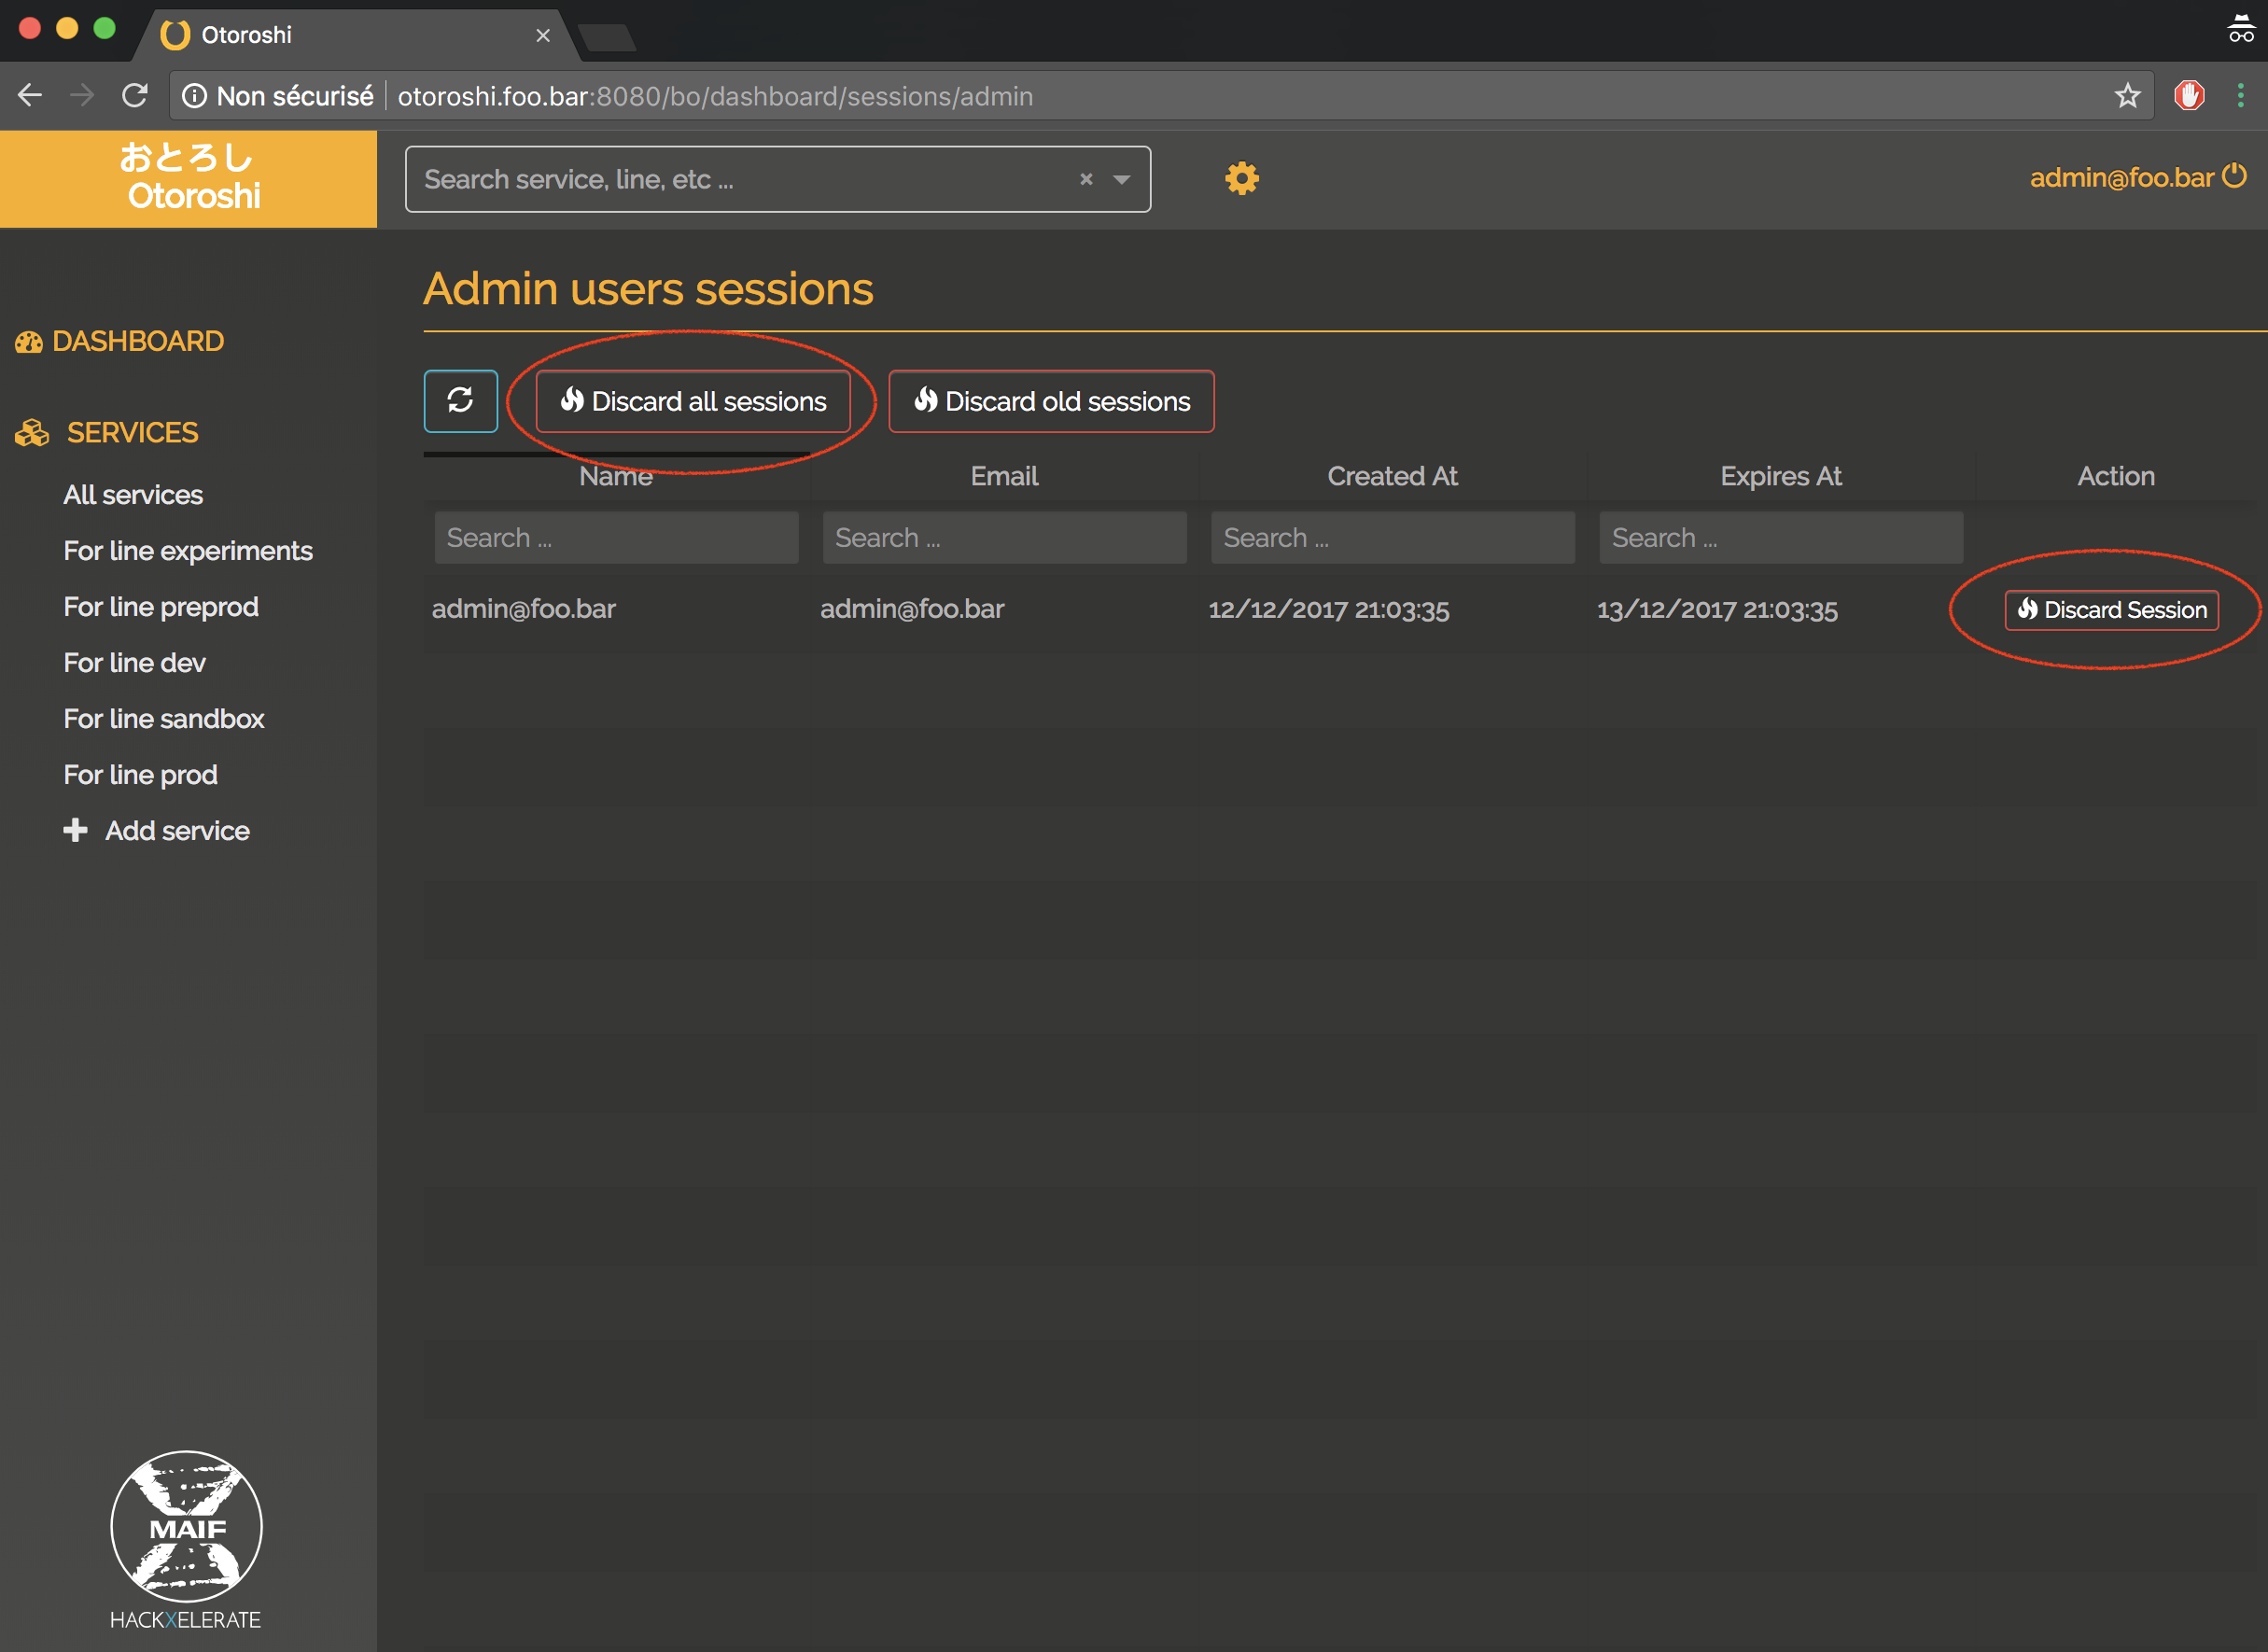 Otoroshi
Non sécurisé
otoroshi.foo.bar:8080/bo/dashboard/sessions/admin
おとろし
Otoroshi
Search service, line, etc ...
admin@foo.bar
Admin users sessions
DASHBOARD
Discard all sessions
Discard old sessions
SERVICES
Name
Email
Created At
Expires At
Action
All services
Search ...
Search ...
Search ...
Search ...
For line experiments
admin@foo.bar
admin@foo.bar
12/12/2017 21:03:35
13/12/2017 21:03:35
Discard Session
For line preprod
For line dev
For line sandbox
For line prod
Add service
MAIF
HACKXELERATE